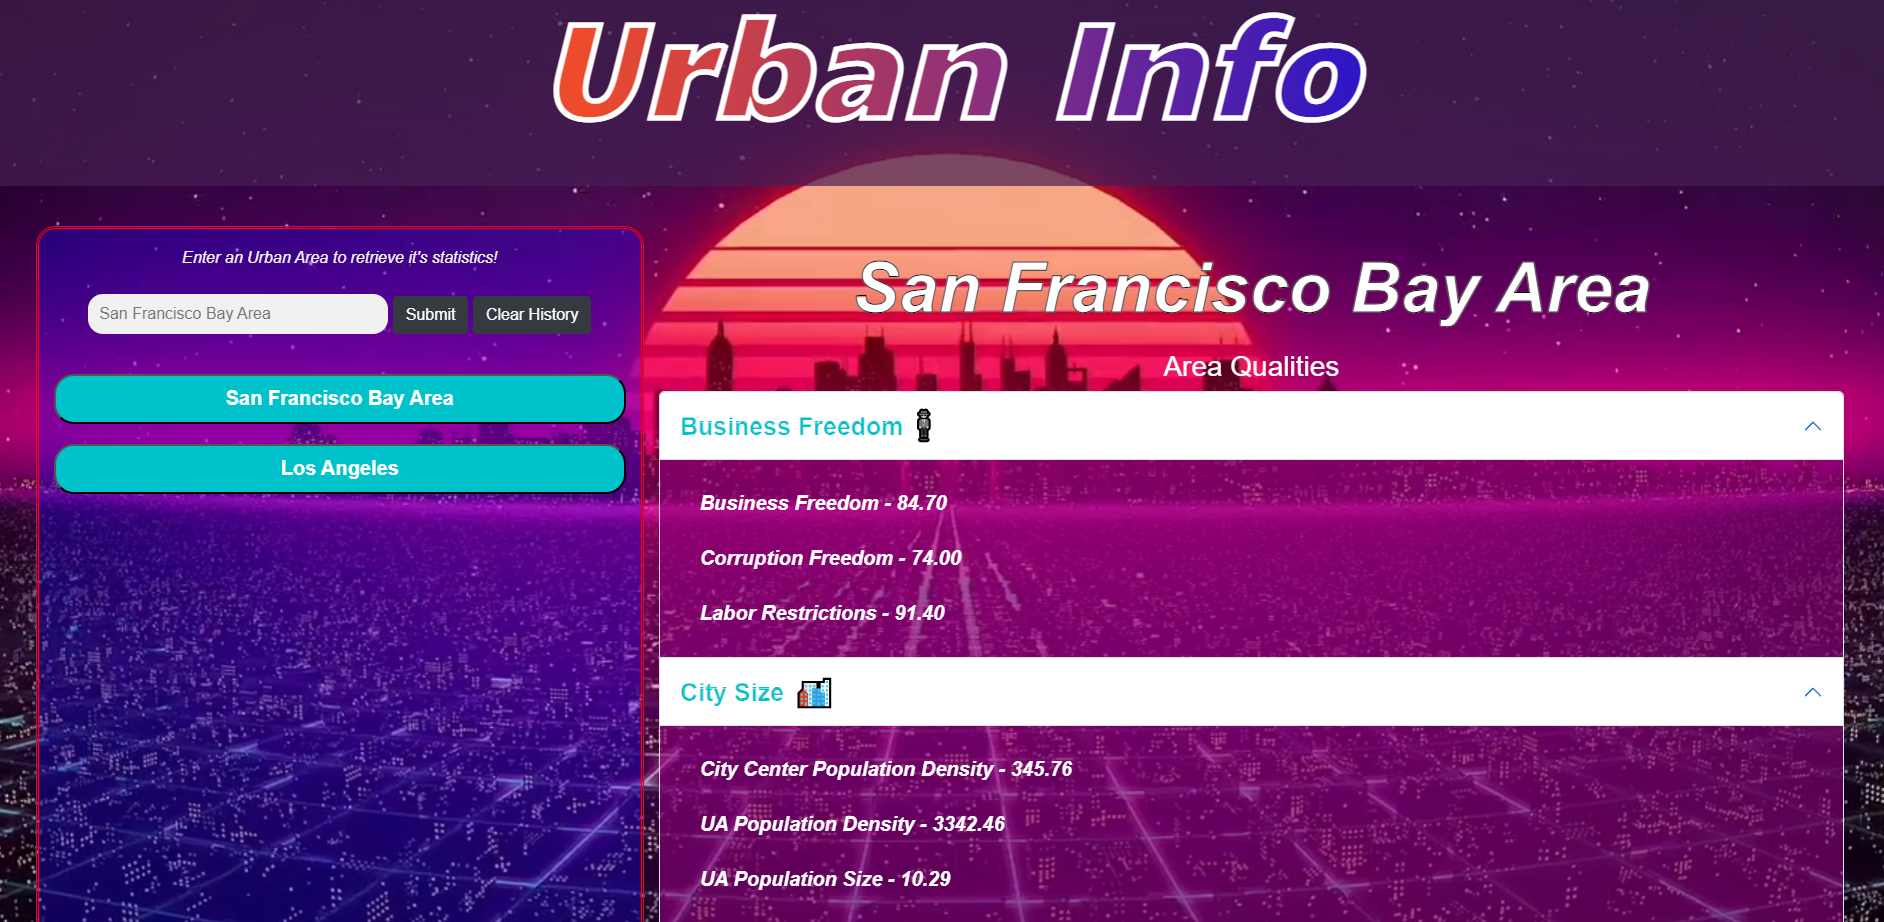 Urban Info
Enter an Urban Area to retrieve it's statistics!
San Francisco Bay Area
Submit
Clear History
San Francisco Bay Area
Los Angeles
San Francisco Bay Area
Area Qualities
Business Freedom
Business Freedom - 84.70
Corruption Freedom - 74.00
Labor Restrictions - 91.40
City Size
City Center Population Density - 345.76
UA Population Density - 3342.46
UA Population Size - 10.29